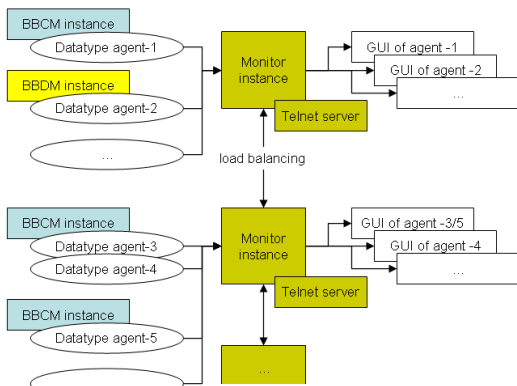 BBCM instance
Datatype agent-1
BBDM instance
Datatype agent-2
...
Monitor
instance
Telnet server
GUI of agent -1
GUI of agent -2
...
load balancing
BBCM instance
Datatype agent-3
Datatype agent-4
BBCM instance
Datatype agent-5
Monitor
instance
Telnet server
GUI of agent -3/5
GUI of agent -4
...
...